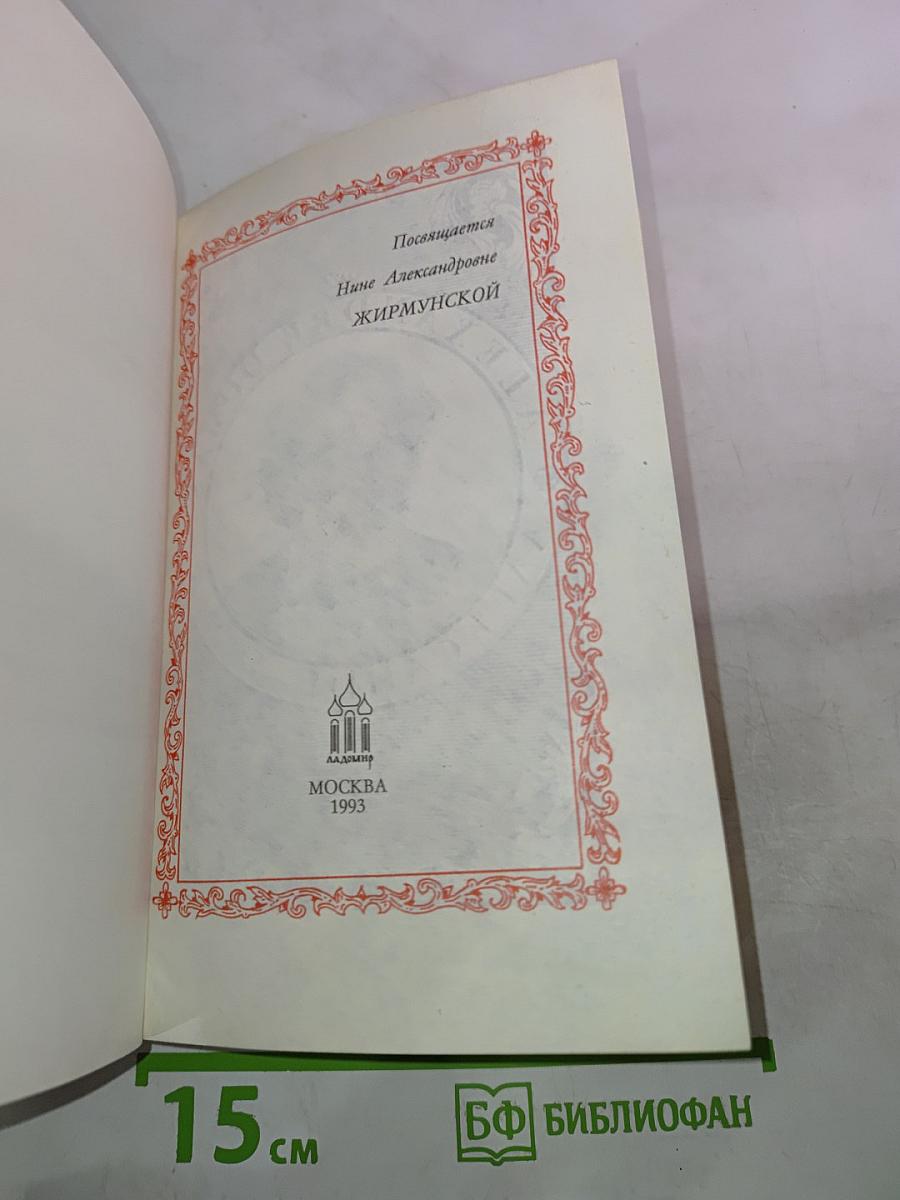 Посвящается
Нине Александровне
ЖИРМУНСКОЙ
ЛАДОМИР
МОСКВА
1993
15 см
БФ БИБЛИОФАН